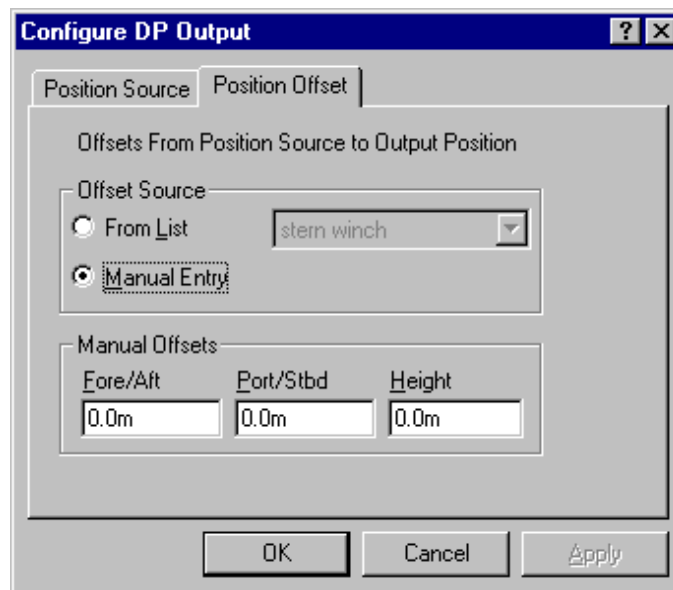 Configure DP Output
Position Source Position Offset
Offsets From Position Source to Output Position
Offset Source
From List stern winch
Manual Entry
Manual Offsets
Fore/Aft Port/Stbd Height
0.0m 0.0m 0.0m
OK Cancel Apply